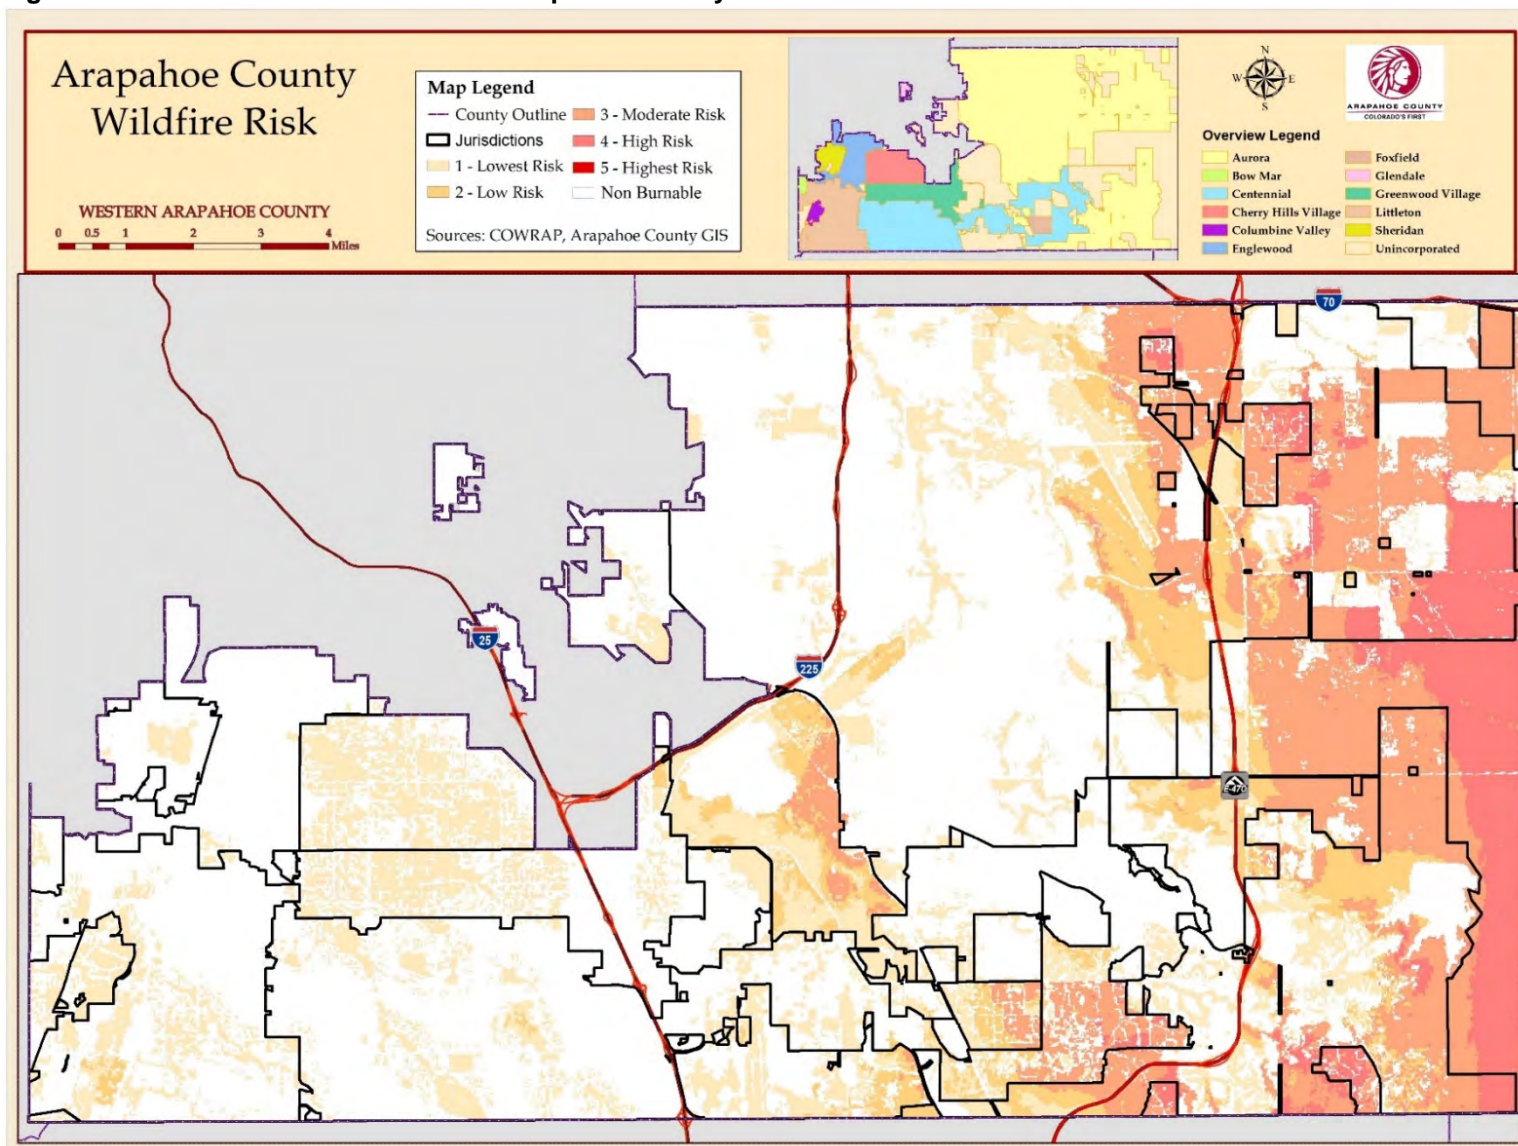 Arapahoe County
Wildfire Risk
WESTERN ARAPAHOE COUNTY
0 0.5 1 2 3 4
Miles
Map Legend
County Outline
Jurisdictions
1 - Lowest Risk
2 - Low Risk
3 - Moderate Risk
4 - High Risk
5 - Highest Risk
Non Burnable
Sources: COWRAP, Arapahoe County GIS
N
W E
S
ARAPAHOE COUNTY
COLORADO'S FIRST
Overview Legend
Aurora
Bow Mar
Centennial
Cherry Hills Village
Columbine Valley
Englewood
Foxfield
Glendale
Greenwood Village
Littleton
Sheridan
Unincorporated
70
25
225
E-470